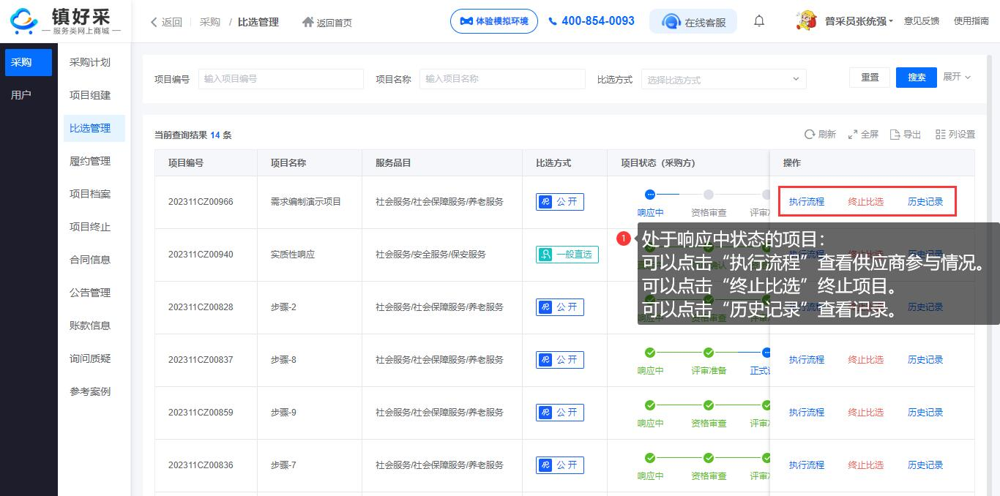 镇好采
服务类网上商城
返回
采购 / 比选管理
返回首页
体验模拟环境
400-854-0093
在线客服
普采员张统强
意见反馈
使用指南
采购
用户
采购计划
项目组建
比选管理
履约管理
项目档案
项目终止
合同信息
公告管理
账款信息
询问质疑
参考案例
项目编号 输入项目编号
项目名称 输入项目名称
比选方式 选择比选方式
重置
搜索
展开
当前查询结果 14 条
刷新 全屏 导出 列设置
项目编号 项目名称 服务品目 比选方式 项目状态（采购方） 操作
202311CZ00966 需求编制演示项目 社会服务/社会保障服务/养老服务 公开 响应中 资格审查 评审 执行流程 终止比选 历史记录
202311CZ00940 实质性响应 社会服务/安全服务/保安服务 一般直选
1
处于响应中状态的项目：
可以点击“执行流程”查看供应商参与情况。
可以点击“终止比选”终止项目。
可以点击“历史记录”查看记录。
202311CZ00828 步骤-2 社会服务/社会保障服务/养老服务 公开 响应中 资格审查 评审 历史记录
202311CZ00837 步骤-8 社会服务/社会保障服务/养老服务 公开 响应中 评审准备 正式 执行流程 终止比选 历史记录
202311CZ00859 步骤-9 社会服务/社会保障服务/养老服务 公开 响应中 资格审查 评审 执行流程 终止比选 历史记录
202311CZ00836 步骤-7 社会服务/社会保障服务/养老服务 公开 响应中 资格审查 评审 执行流程 终止比选 历史记录